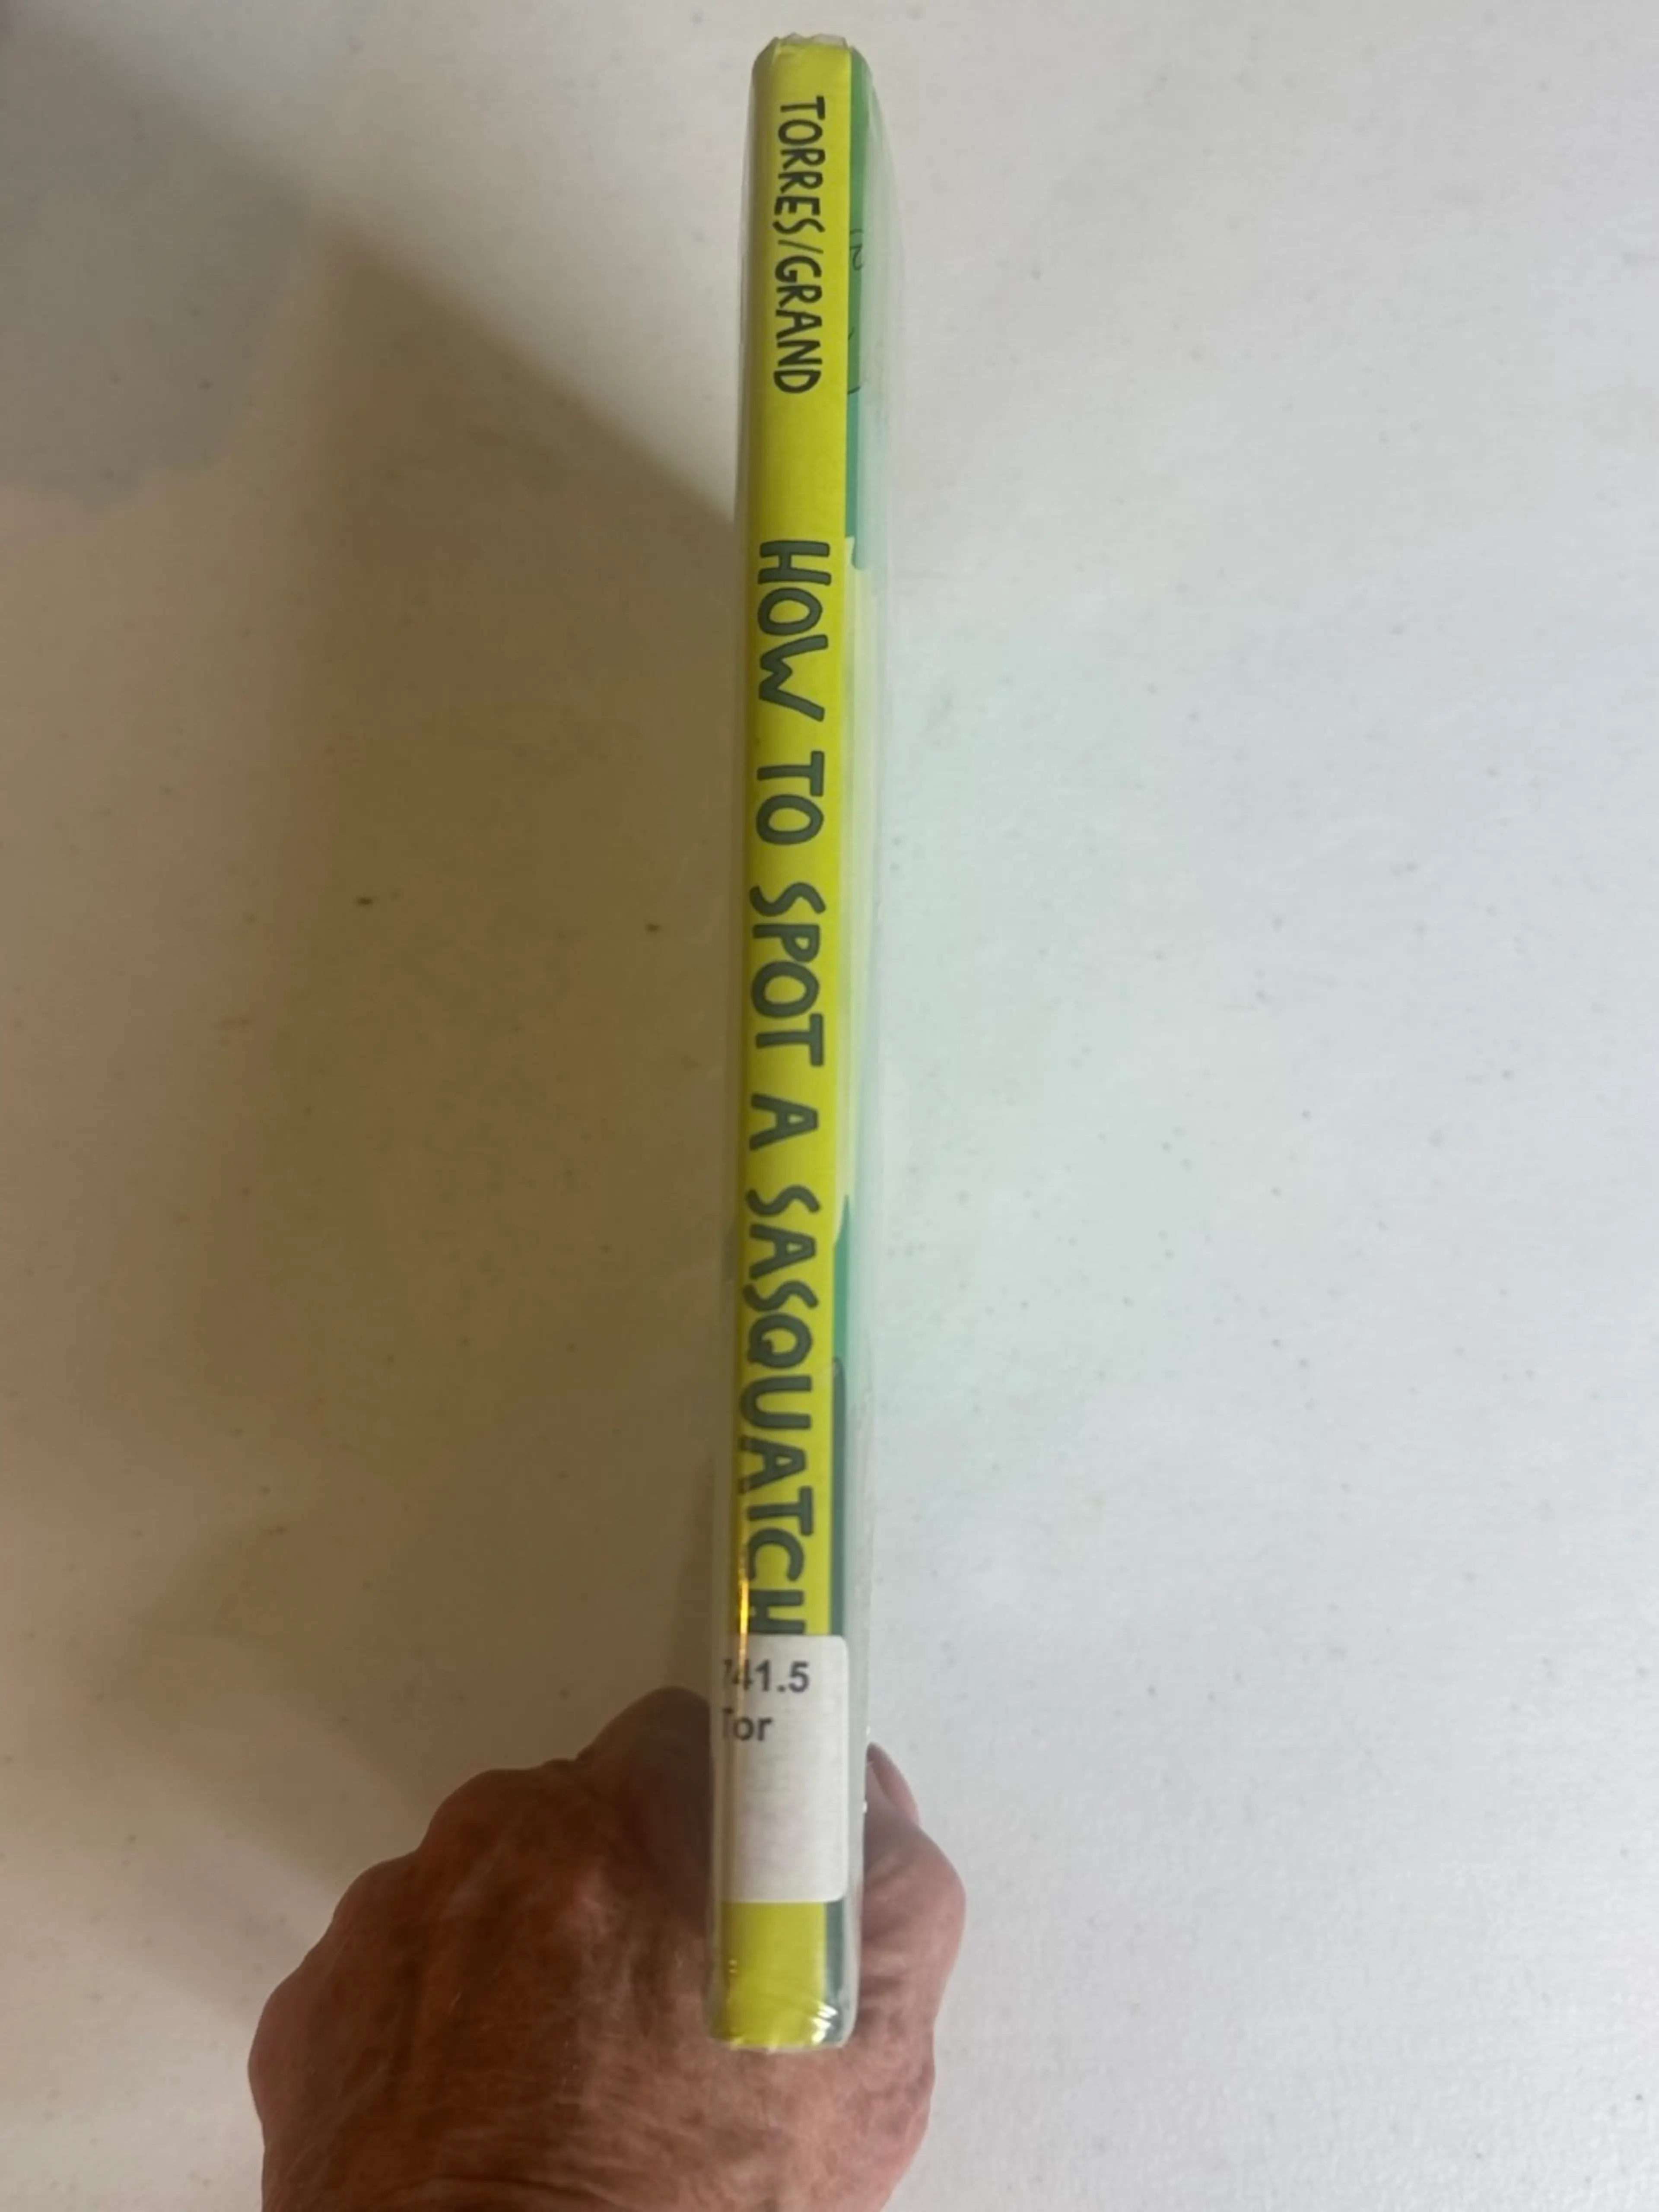 TORRES/GRAND
HOW TO SPOT A SASQUATCH
741.5
Tor